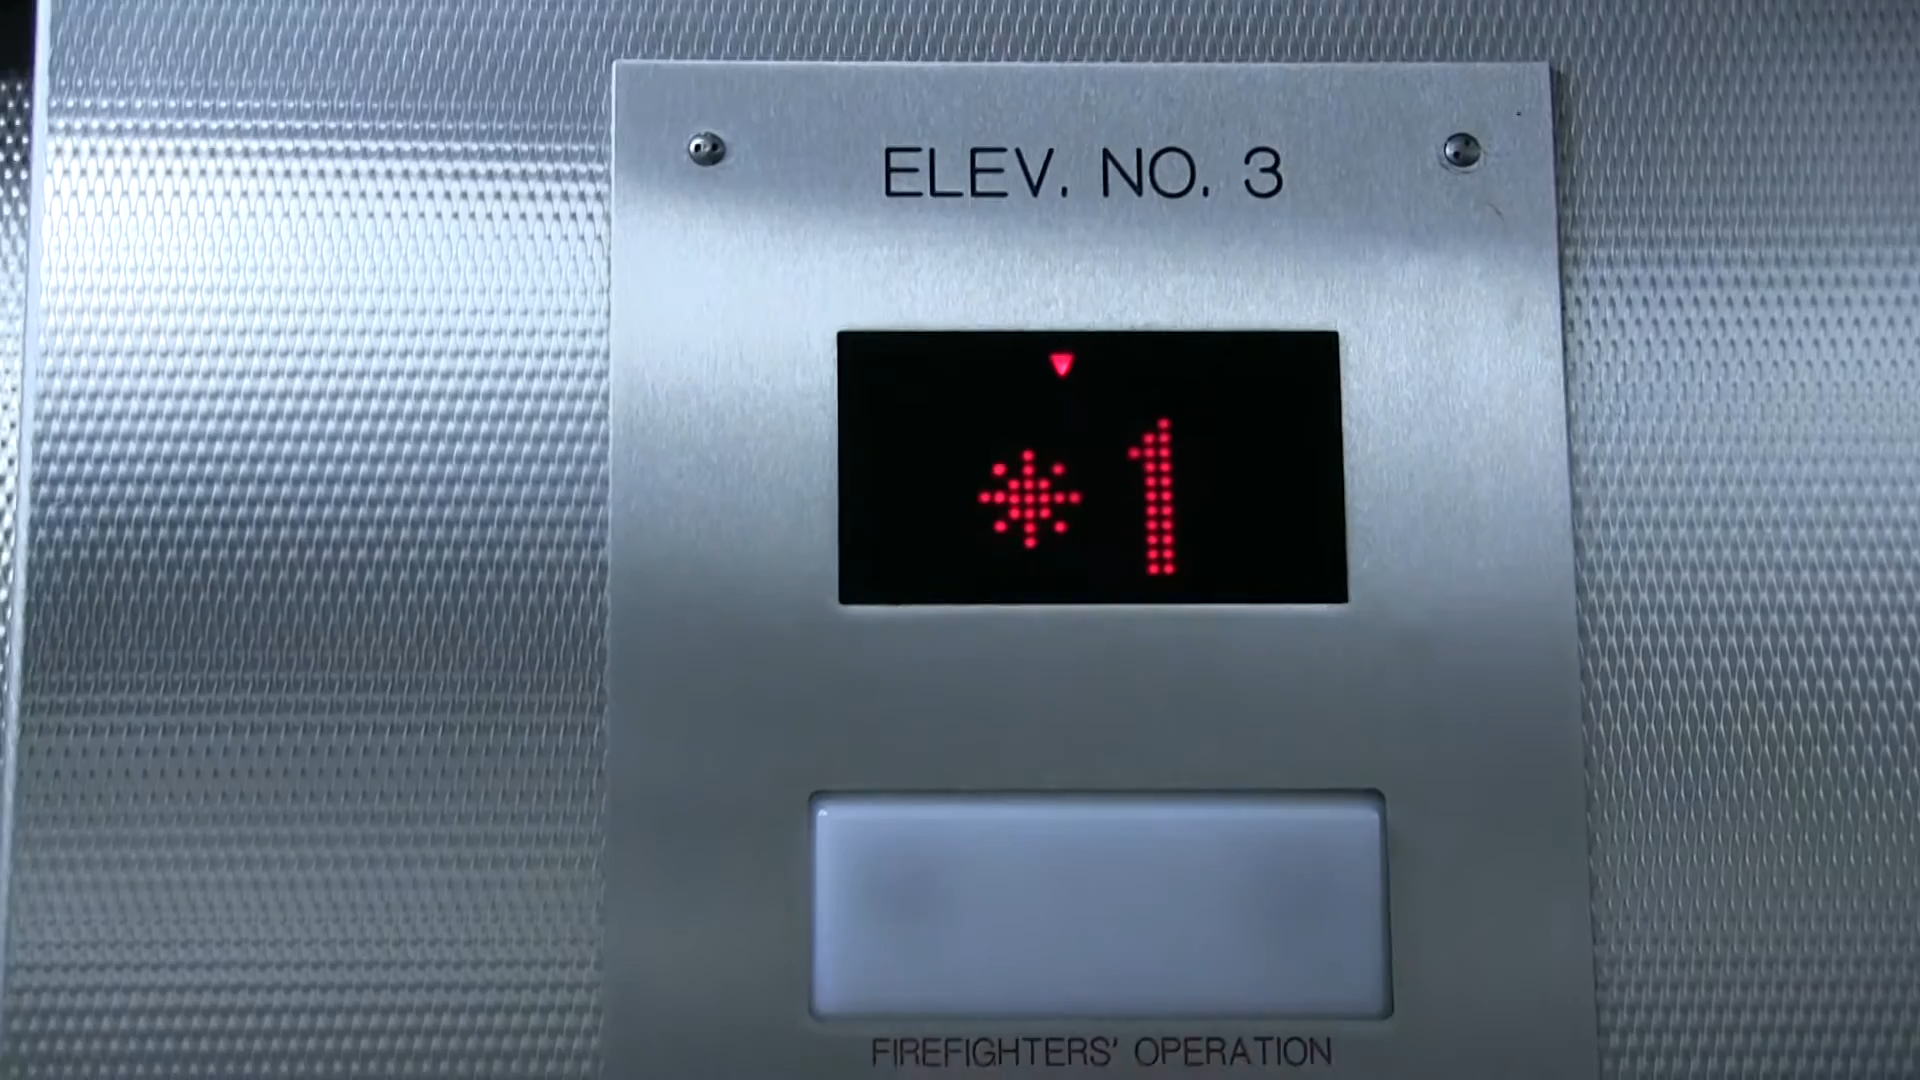 ELEV. NO. 3
▼
*1
FIREFIGHTERS' OPERATION